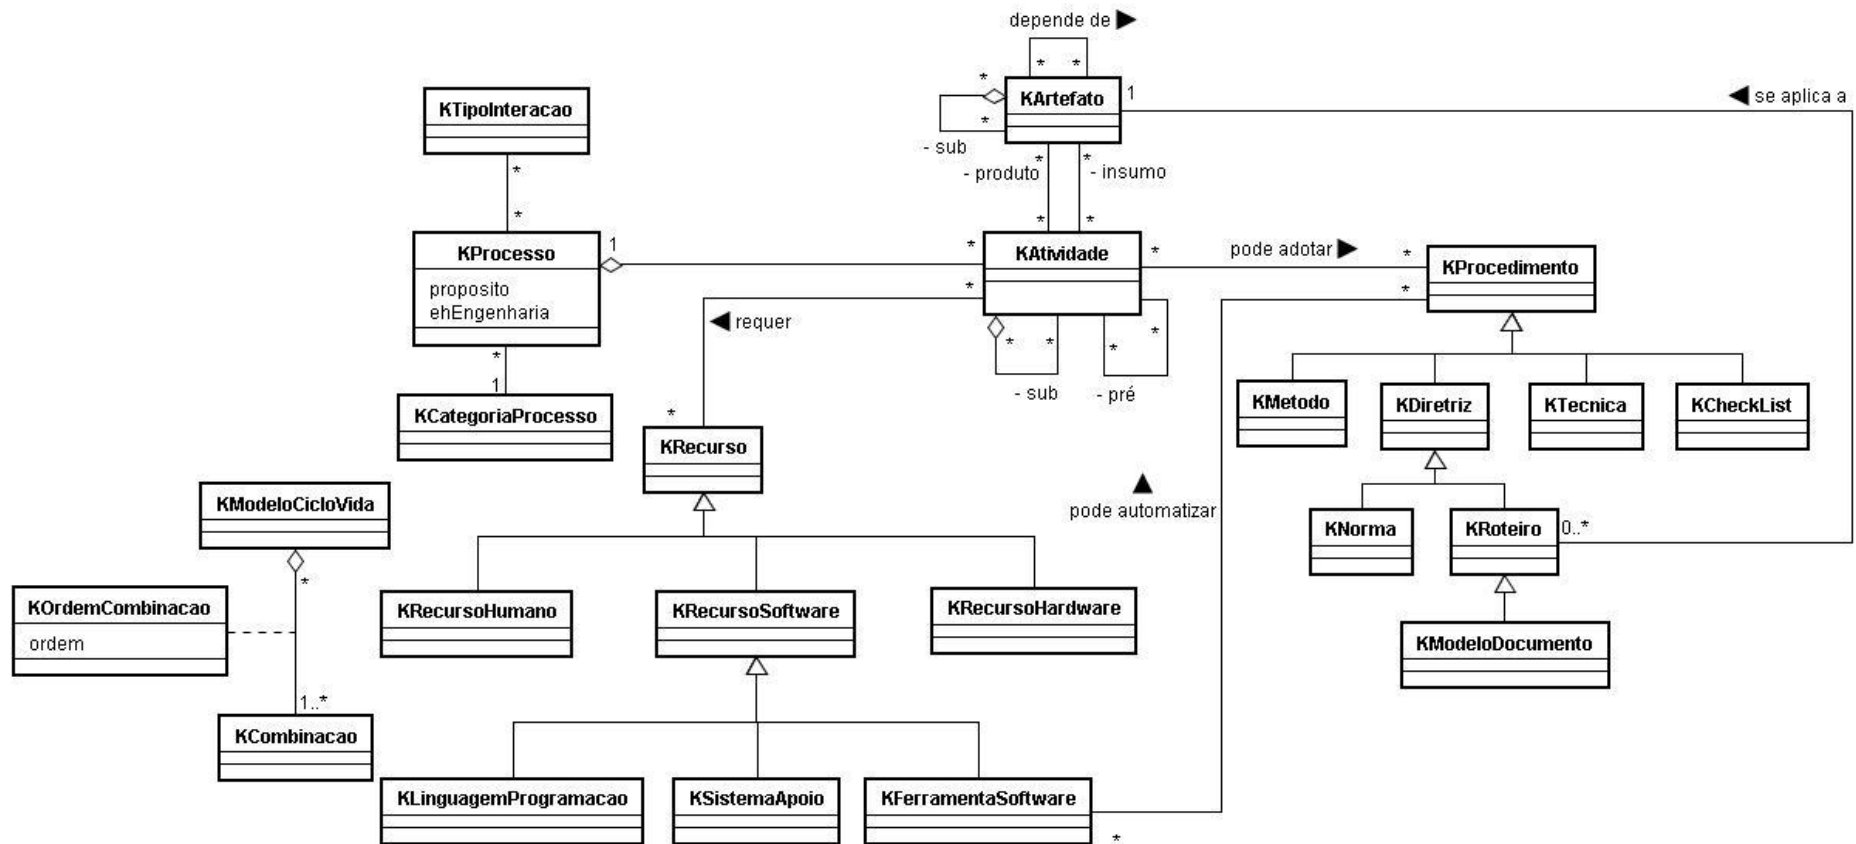 depende de
*
*
*
KArtefato
1
se aplica a
*
- sub
KTipoInteracao
*
*
- produto
- insumo
*
*
*
*
KProcesso
proposito
ehEngenharia
1
*
KAtividade
*
pode adotar
*
KProcedimento
*
requer
*
*
*
*
*
- sub
- pré
*
1
KCategoriaProcesso
*
KRecurso
KMetodo
KDiretriz
KTecnica
KCheckList
KModeloCicloVida
*
pode automatizar
KNorma
KRoteiro
0..*
KOrdemCombinacao
ordem
KRecursoHumano
KRecursoSoftware
KRecursoHardware
KModeloDocumento
1..*
KCombinacao
KLinguagemProgramacao
KSistemaApoio
KFerramentaSoftware
*